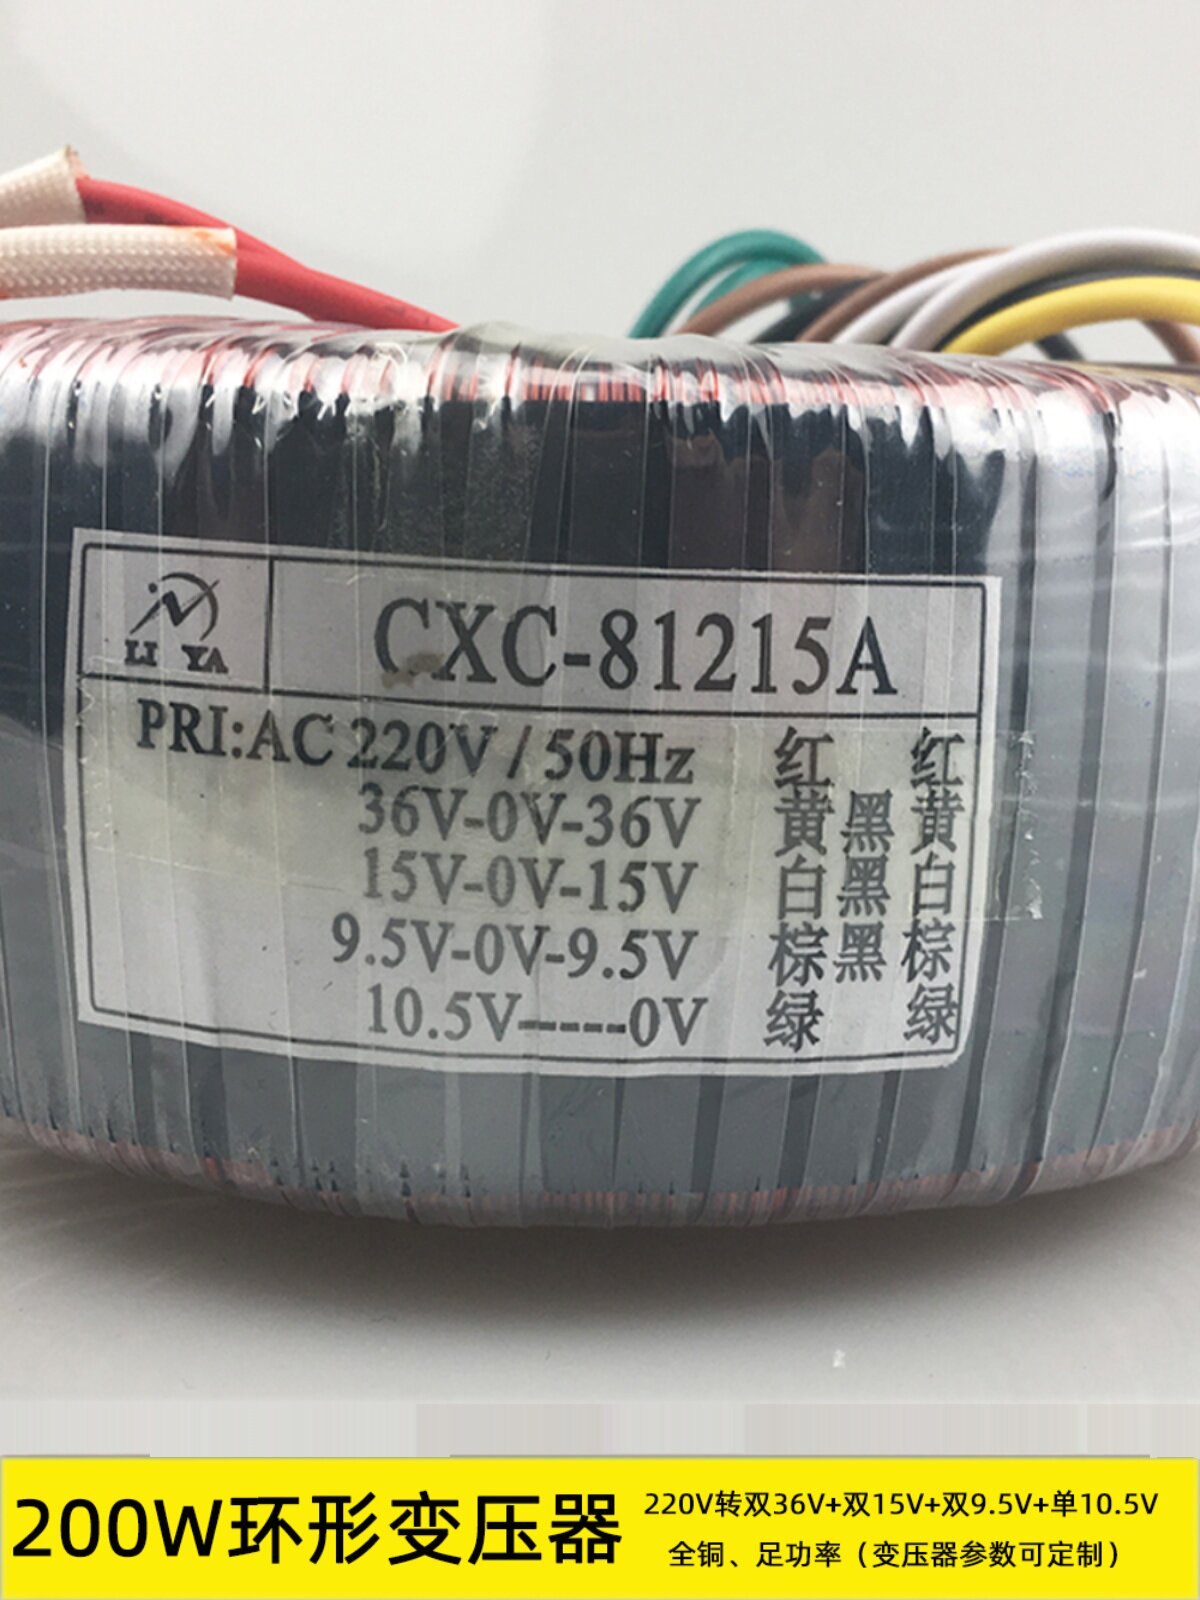 LI YA
CXC-81215A
PRI:AC 220V / 50Hz 红 红
36V-0V-36V 黄 黑 黄
15V-0V-15V 白 黑 白
9.5V-0V-9.5V 棕 黑 棕
10.5V-----0V 绿 绿
200W环形变压器
220V转双36V+双15V+双9.5V+单10.5V
全铜、足功率（变压器参数可定制）